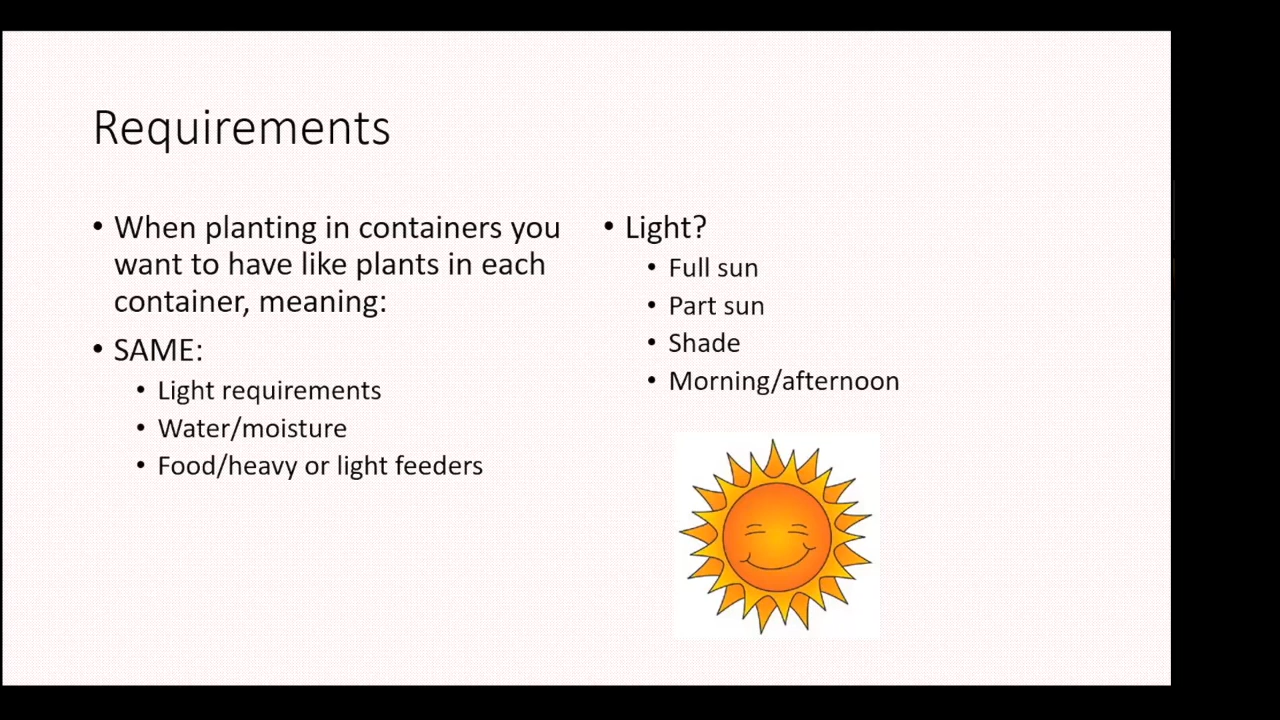 Requirements
• When planting in containers you
want to have like plants in each
container, meaning:
• SAME:
• Light requirements
• Water/moisture
• Food/heavy or light feeders
• Light?
• Full sun
• Part sun
• Shade
• Morning/afternoon